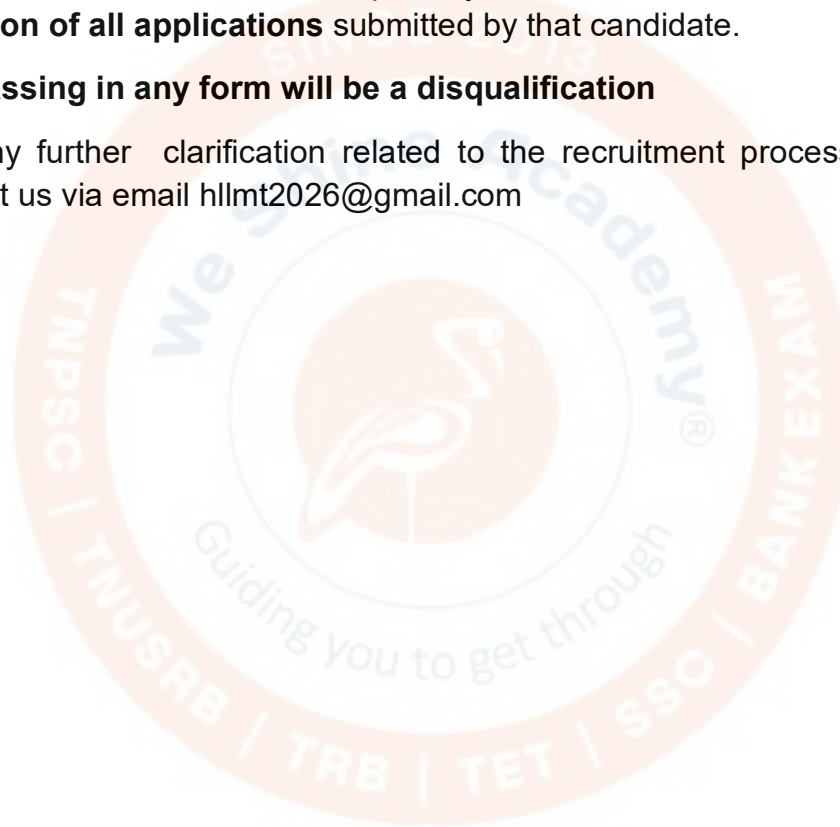 on of all applications submitted by that candidate.
ssing in any form will be a disqualification
y further clarification related to the recruitment proces
t us via email hllmt2026@gmail.com
SINCE 2013
We Shine Academy®
TNPSC | TNUSRB | TRB | TET | SSC | BANK EXAM
Guiding you to get through